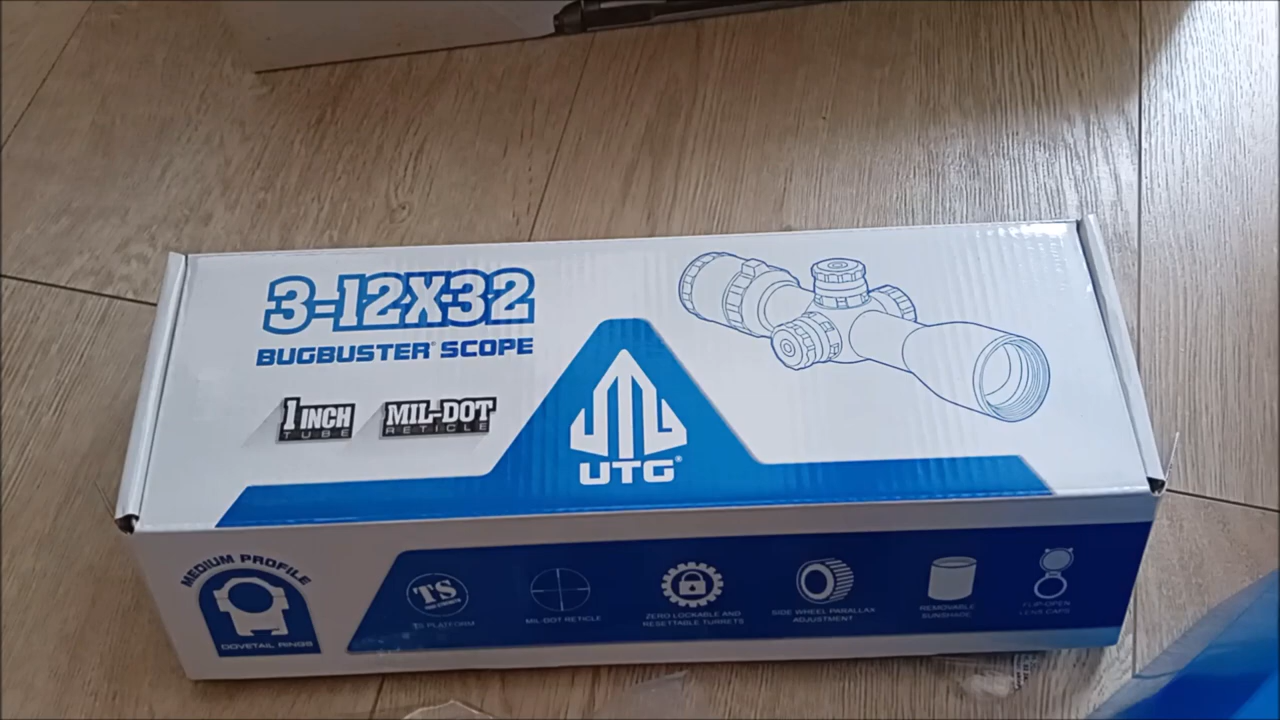 3-12X32
BUGBUSTER® SCOPE
1 INCH
TUBE
MIL-DOT
RETICLE
UTG®
MEDIUM PROFILE
DOVETAIL RINGS
TS
TS PLATFORM
MIL-DOT RETICLE
ZERO LOCKABLE AND
RESETTABLE TURRETS
SIDE WHEEL PARALLAX
ADJUSTMENT
REMOVABLE
SUNSHADE
FLIP-OPEN
LENS CAPS